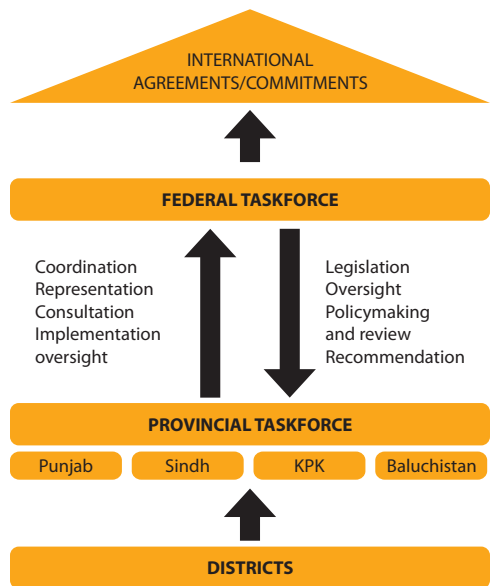 INTERNATIONAL
AGREEMENTS/COMMITMENTS
FEDERAL TASKFORCE
Coordination
Representation
Consultation
Implementation
oversight
Legislation
Oversight
Policymaking
and review
Recommendation
PROVINCIAL TASKFORCE
Punjab
Sindh
KPK
Baluchistan
DISTRICTS